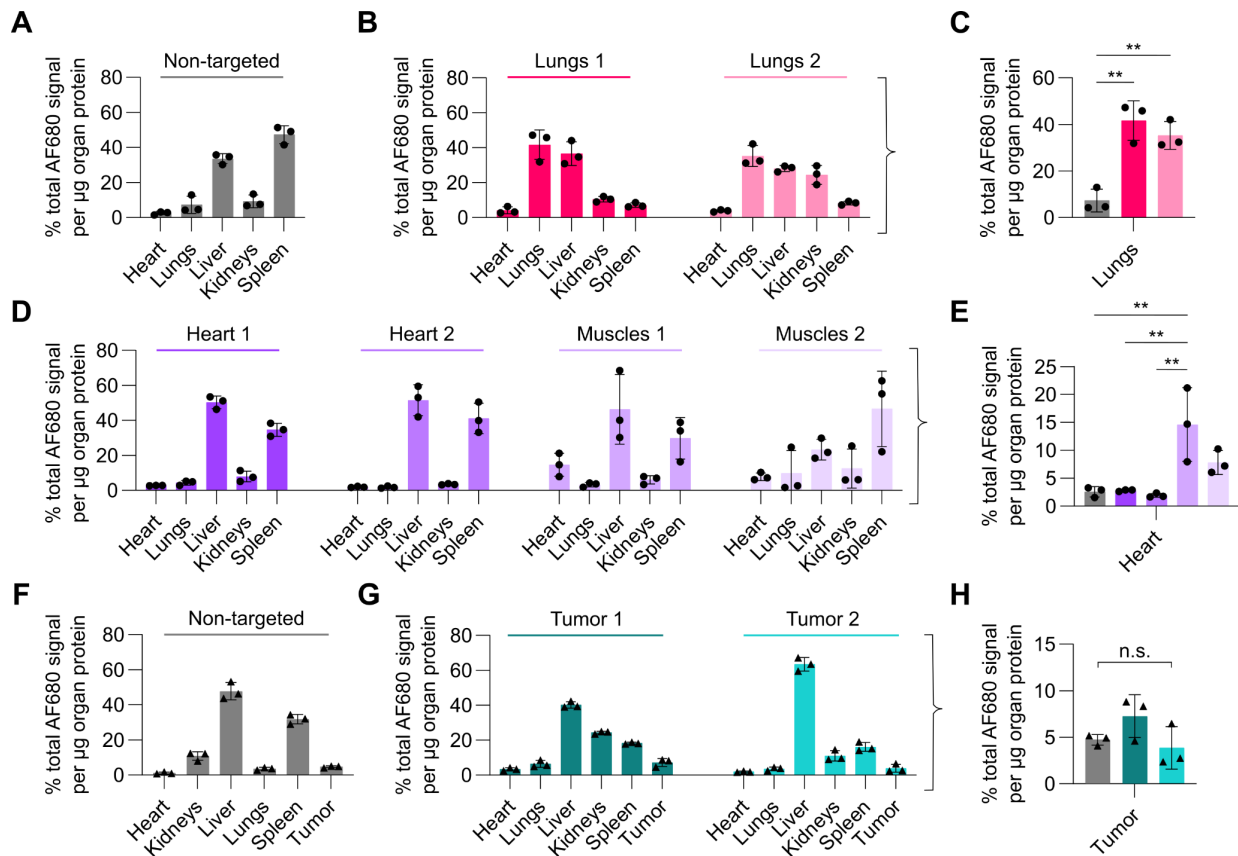 A
Non-targeted
% total AF680 signal
per µg organ protein
80
60
40
20
0
Heart
Lungs
Liver
Kidneys
Spleen
B
Lungs 1
Lungs 2
% total AF680 signal
per µg organ protein
80
60
40
20
0
Heart
Lungs
Liver
Kidneys
Spleen
Heart
Lungs
Liver
Kidneys
Spleen
C
**
**
% total AF680 signal
per µg organ protein
60
40
20
0
Lungs
D
Heart 1
Heart 2
Muscles 1
Muscles 2
% total AF680 signal
per µg organ protein
80
60
40
20
0
Heart
Lungs
Liver
Kidneys
Spleen
Heart
Lungs
Liver
Kidneys
Spleen
Heart
Lungs
Liver
Kidneys
Spleen
Heart
Lungs
Liver
Kidneys
Spleen
E
**
**
**
% total AF680 signal
per µg organ protein
25
20
15
10
5
0
Heart
F
Non-targeted
% total AF680 signal
per µg organ protein
80
60
40
20
0
Heart
Kidneys
Liver
Lungs
Spleen
Tumor
G
Tumor 1
Tumor 2
% total AF680 signal
per µg organ protein
80
60
40
20
0
Heart
Lungs
Liver
Kidneys
Spleen
Tumor
Heart
Lungs
Liver
Kidneys
Spleen
Tumor
H
n.s.
% total AF680 signal
per µg organ protein
15
10
5
0
Tumor